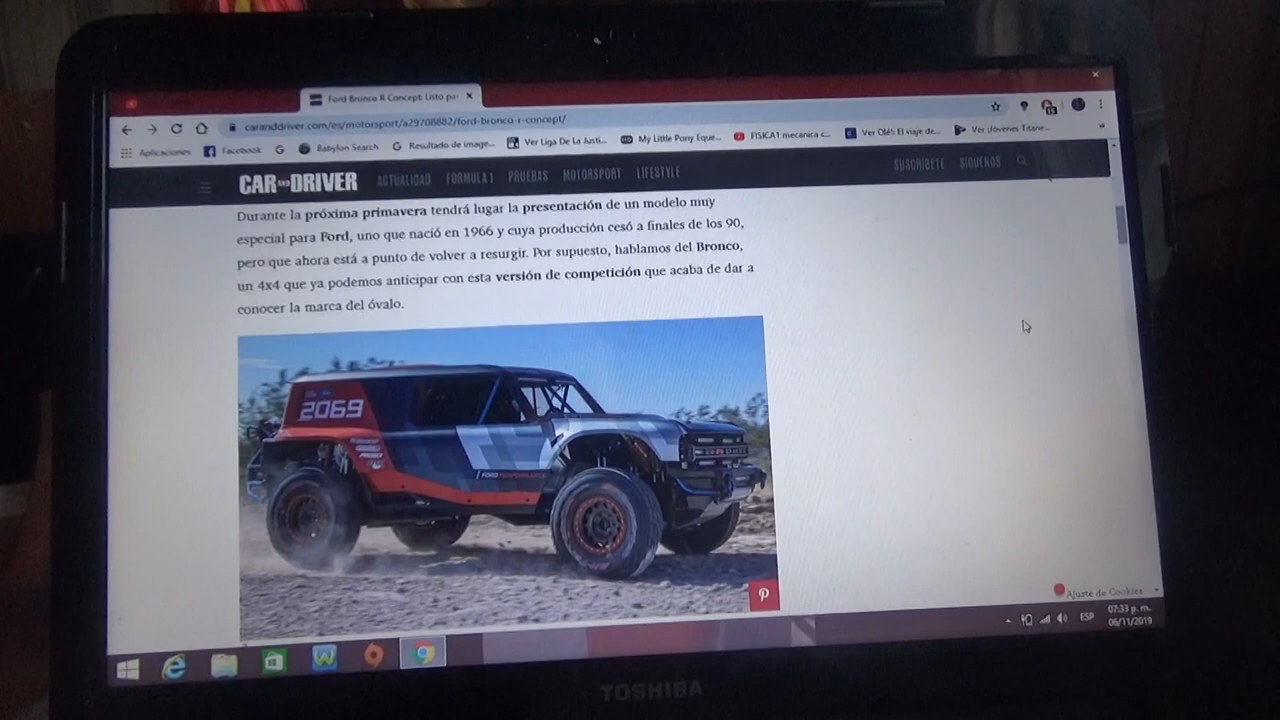 Ford Bronco R Concept: Listo pa
caranddriver.com/es/motorsport/a29708882/ford-bronco-r-concept/
Aplicaciones Facebook Babylon Search Resultado de image... Ver Liga De La Justi... My Little Pony Eque... FISICA1 mecanica c... Ver Olé!: El viaje de... Ver Jóvenes Titane...
CAR AND DRIVER ACTUALIDAD FORMULA 1 PRUEBAS MOTORSPORT LIFESTYLE SUSCRÍBETE SÍGUENOS
Durante la próxima primavera tendrá lugar la presentación de un modelo muy
especial para Ford, uno que nació en 1966 y cuya producción cesó a finales de los 90,
pero que ahora está a punto de volver a resurgir. Por supuesto, hablamos del Bronco,
un 4x4 que ya podemos anticipar con esta versión de competición que acaba de dar a
conocer la marca del óvalo.
2069
FORD PERFORMANCE
Ajuste de Cookies
ESP
07:33 p. m.
06/11/2019
TOSHIBA